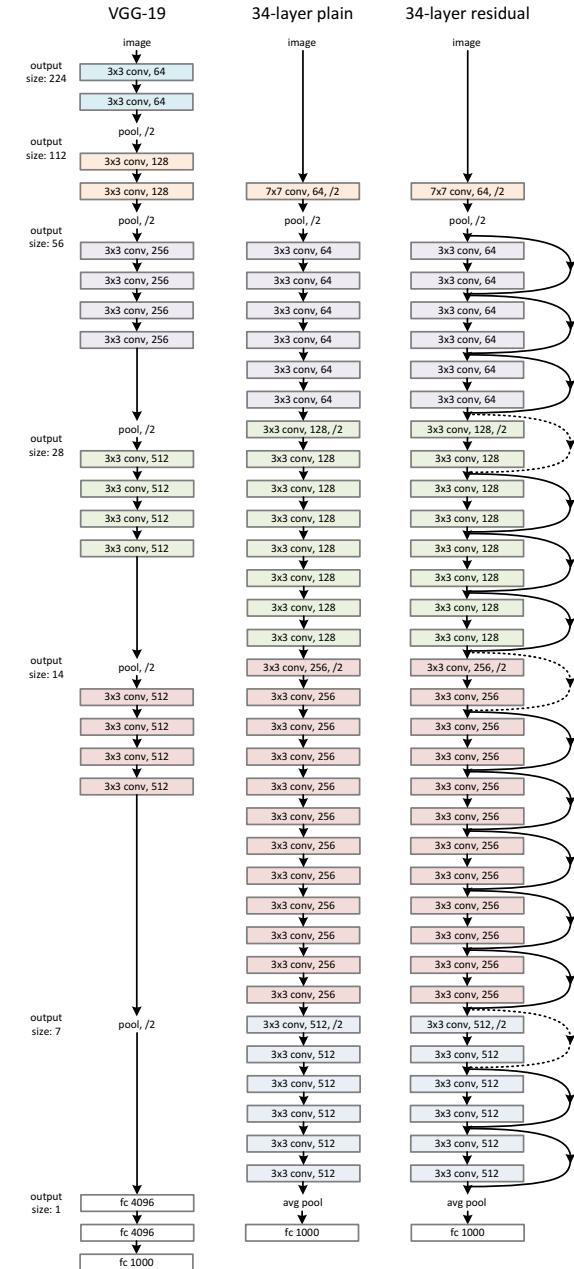 VGG-19
image
output
size: 224
3x3 conv, 64
3x3 conv, 64
pool, /2
output
size: 112
3x3 conv, 128
3x3 conv, 128
pool, /2
output
size: 56
3x3 conv, 256
3x3 conv, 256
3x3 conv, 256
3x3 conv, 256
pool, /2
output
size: 28
3x3 conv, 512
3x3 conv, 512
3x3 conv, 512
3x3 conv, 512
pool, /2
output
size: 14
3x3 conv, 512
3x3 conv, 512
3x3 conv, 512
3x3 conv, 512
output
size: 7
pool, /2
output
size: 1
fc 4096
fc 4096
fc 1000
34-layer plain
image
7x7 conv, 64, /2
pool, /2
3x3 conv, 64
3x3 conv, 64
3x3 conv, 64
3x3 conv, 64
3x3 conv, 64
3x3 conv, 64
3x3 conv, 128, /2
3x3 conv, 128
3x3 conv, 128
3x3 conv, 128
3x3 conv, 128
3x3 conv, 128
3x3 conv, 128
3x3 conv, 128
3x3 conv, 256, /2
3x3 conv, 256
3x3 conv, 256
3x3 conv, 256
3x3 conv, 256
3x3 conv, 256
3x3 conv, 256
3x3 conv, 256
3x3 conv, 256
3x3 conv, 256
3x3 conv, 256
3x3 conv, 256
3x3 conv, 512, /2
3x3 conv, 512
3x3 conv, 512
3x3 conv, 512
3x3 conv, 512
3x3 conv, 512
avg pool
fc 1000
34-layer residual
image
7x7 conv, 64, /2
pool, /2
3x3 conv, 64
3x3 conv, 64
3x3 conv, 64
3x3 conv, 64
3x3 conv, 64
3x3 conv, 64
3x3 conv, 128, /2
3x3 conv, 128
3x3 conv, 128
3x3 conv, 128
3x3 conv, 128
3x3 conv, 128
3x3 conv, 128
3x3 conv, 128
3x3 conv, 256, /2
3x3 conv, 256
3x3 conv, 256
3x3 conv, 256
3x3 conv, 256
3x3 conv, 256
3x3 conv, 256
3x3 conv, 256
3x3 conv, 256
3x3 conv, 256
3x3 conv, 256
3x3 conv, 256
3x3 conv, 512, /2
3x3 conv, 512
3x3 conv, 512
3x3 conv, 512
3x3 conv, 512
3x3 conv, 512
avg pool
fc 1000